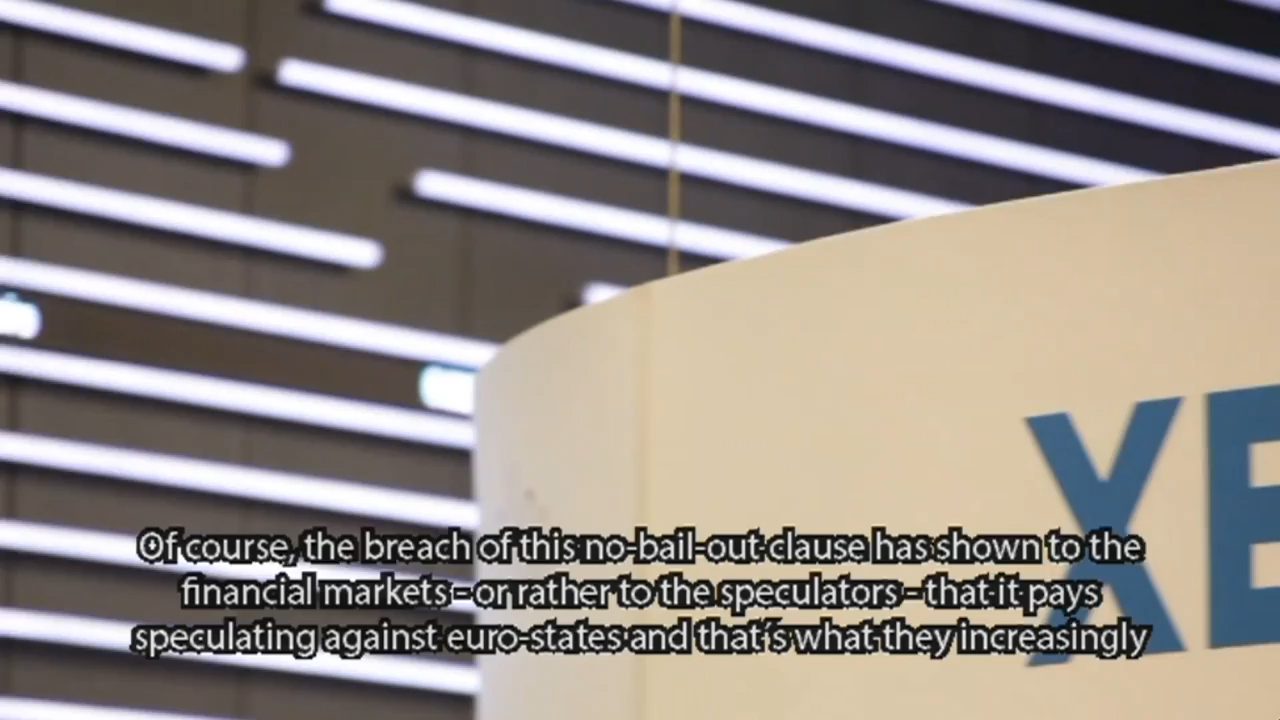 XE
Of course, the breach of this no-bail-out clause has shown to the
financial markets - or rather to the speculators - that it pays
speculating against euro-states and that´s what they increasingly